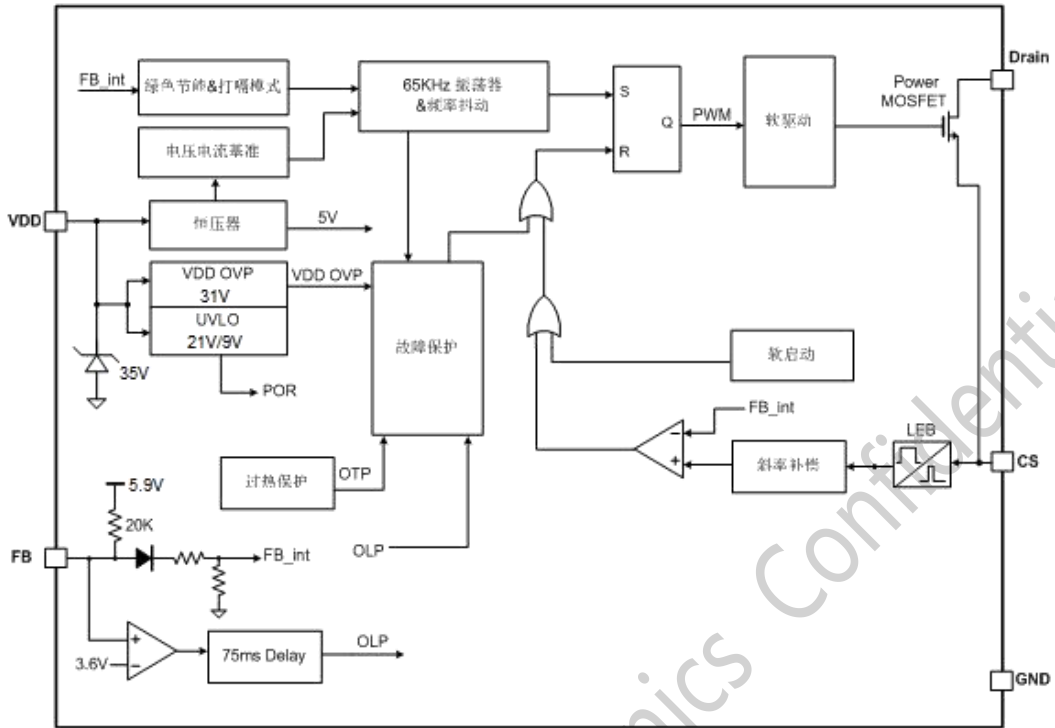 Drain
FB_int
绿色节能&打嗝模式
65KHz 振荡器
&频率抖动
Power
MOSFET
S
Q
R
PWM
软驱动
电压电流基准
VDD
恒压器
5V
VDD OVP
31V
VDD OVP
UVLO
21V/9V
35V
POR
故障保护
软启动
FB_int
LEB
CS
斜率补偿
过热保护
OTP
5.9V
20K
FB
FB_int
OLP
3.6V
75ms Delay
OLP
GND
Confidenti
nics